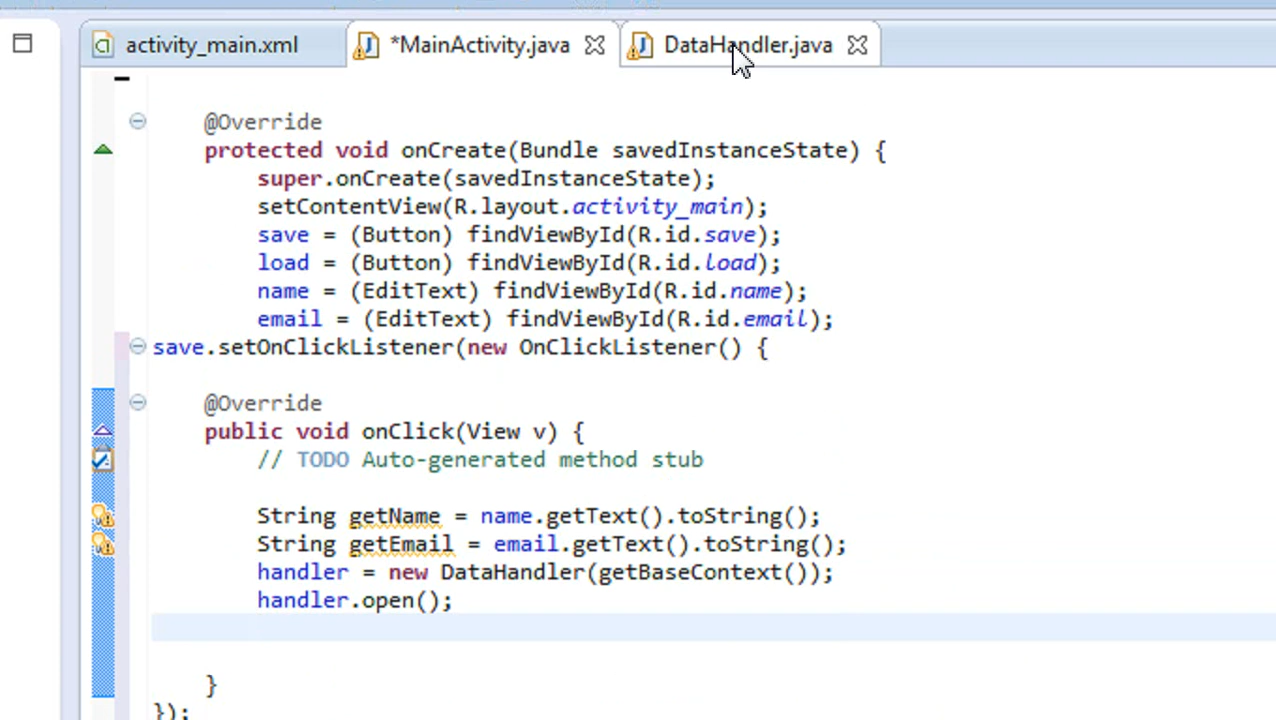 activity_main.xml *MainActivity.java DataHandler.java
@Override
protected void onCreate(Bundle savedInstanceState) {
super.onCreate(savedInstanceState);
setContentView(R.layout.activity_main);
save = (Button) findViewById(R.id.save);
load = (Button) findViewById(R.id.load);
name = (EditText) findViewById(R.id.name);
email = (EditText) findViewById(R.id.email);
save.setOnClickListener(new OnClickListener() {
@Override
public void onClick(View v) {
// TODO Auto-generated method stub
String getName = name.getText().toString();
String getEmail = email.getText().toString();
handler = new DataHandler(getBaseContext());
handler.open();
}
});